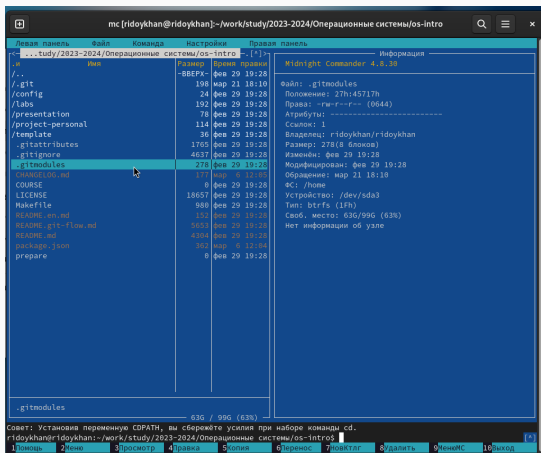 mc [ridoykhan@ridoykhan]:~/work/study/2023-2024/Операционные системы/os-intro
Левая панель Файл Команда Настройки Правая панель
<— ...tudy/2023-2024/Операционные системы/os-intro —.[^]>
.и Имя Размер Время правки
/.. -ВВЕРХ- фев 29 19:28
/.git 198 мар 21 18:10
/config 24 фев 29 19:28
/labs 192 фев 29 19:28
/presentation 78 фев 29 19:28
/project-personal 114 фев 29 19:28
/template 36 фев 29 19:28
.gitattributes 1765 фев 29 19:28
.gitignore 4637 фев 29 19:28
.gitmodules 278 фев 29 19:28
CHANGELOG.md 177 мар 6 12:05
COURSE 0 фев 29 19:28
LICENSE 18657 фев 29 19:28
Makefile 980 фев 29 19:28
README.en.md 152 фев 29 19:28
README.git-flow.md 5653 фев 29 19:28
README.md 4304 фев 29 19:28
package.json 362 мар 6 12:04
prepare 0 фев 29 19:28
.gitmodules
63G / 99G (63%)
Информация
Midnight Commander 4.8.30
Файл: .gitmodules
Положение: 27h:45717h
Права: -rw-r--r-- (0644)
Атрибуты: ----------------------
Ссылок: 1
Владелец: ridoykhan/ridoykhan
Размер: 278(8 блоков)
Изменён: фев 29 19:28
Модифицирован: фев 29 19:28
Обращение: мар 21 18:10
ФС: /home
Устройство: /dev/sda3
Тип: btrfs (1Fh)
Своб. место: 63G/99G (63%)
Нет информации об узле
Совет: Установив переменную CDPATH, вы сбережёте усилия при наборе команды cd.
ridoykhan@ridoykhan:~/work/study/2023-2024/Операционные системы/os-intro$ [^]
1Помощь 2Меню 3Просмотр 4Правка 5Копия 6Перенос 7НовКтлг 8Удалить 9МенюМС 10Выход